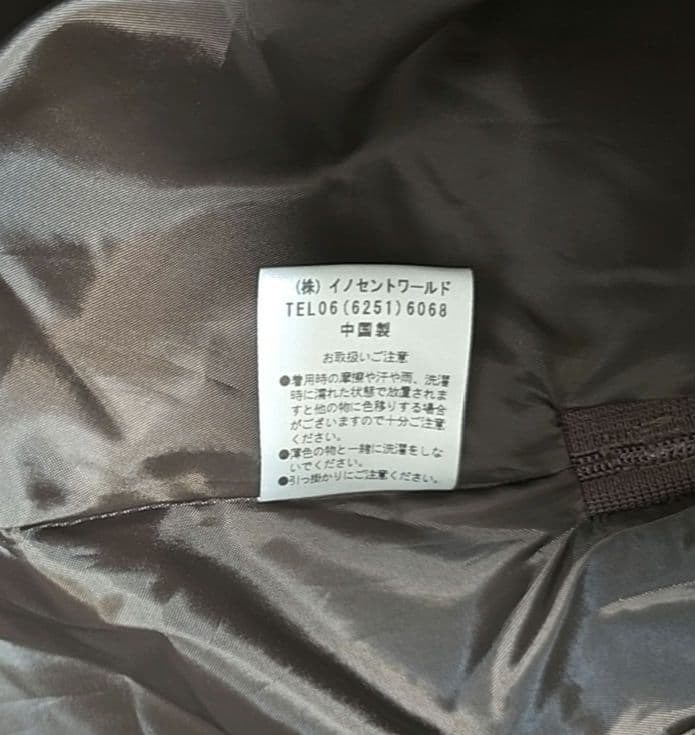 (株)イノセントワールド
TEL06(6251)6068
中国製
お取扱いご注意
●着用時の摩擦や汗や雨、洗濯
時に濡れた状態で放置されま
すと他の物に色移りする場合
がございますので十分ご注意
ください。
●薄色の物と一緒に洗濯をしな
いでください。
●引っ掛かりにご注意ください。